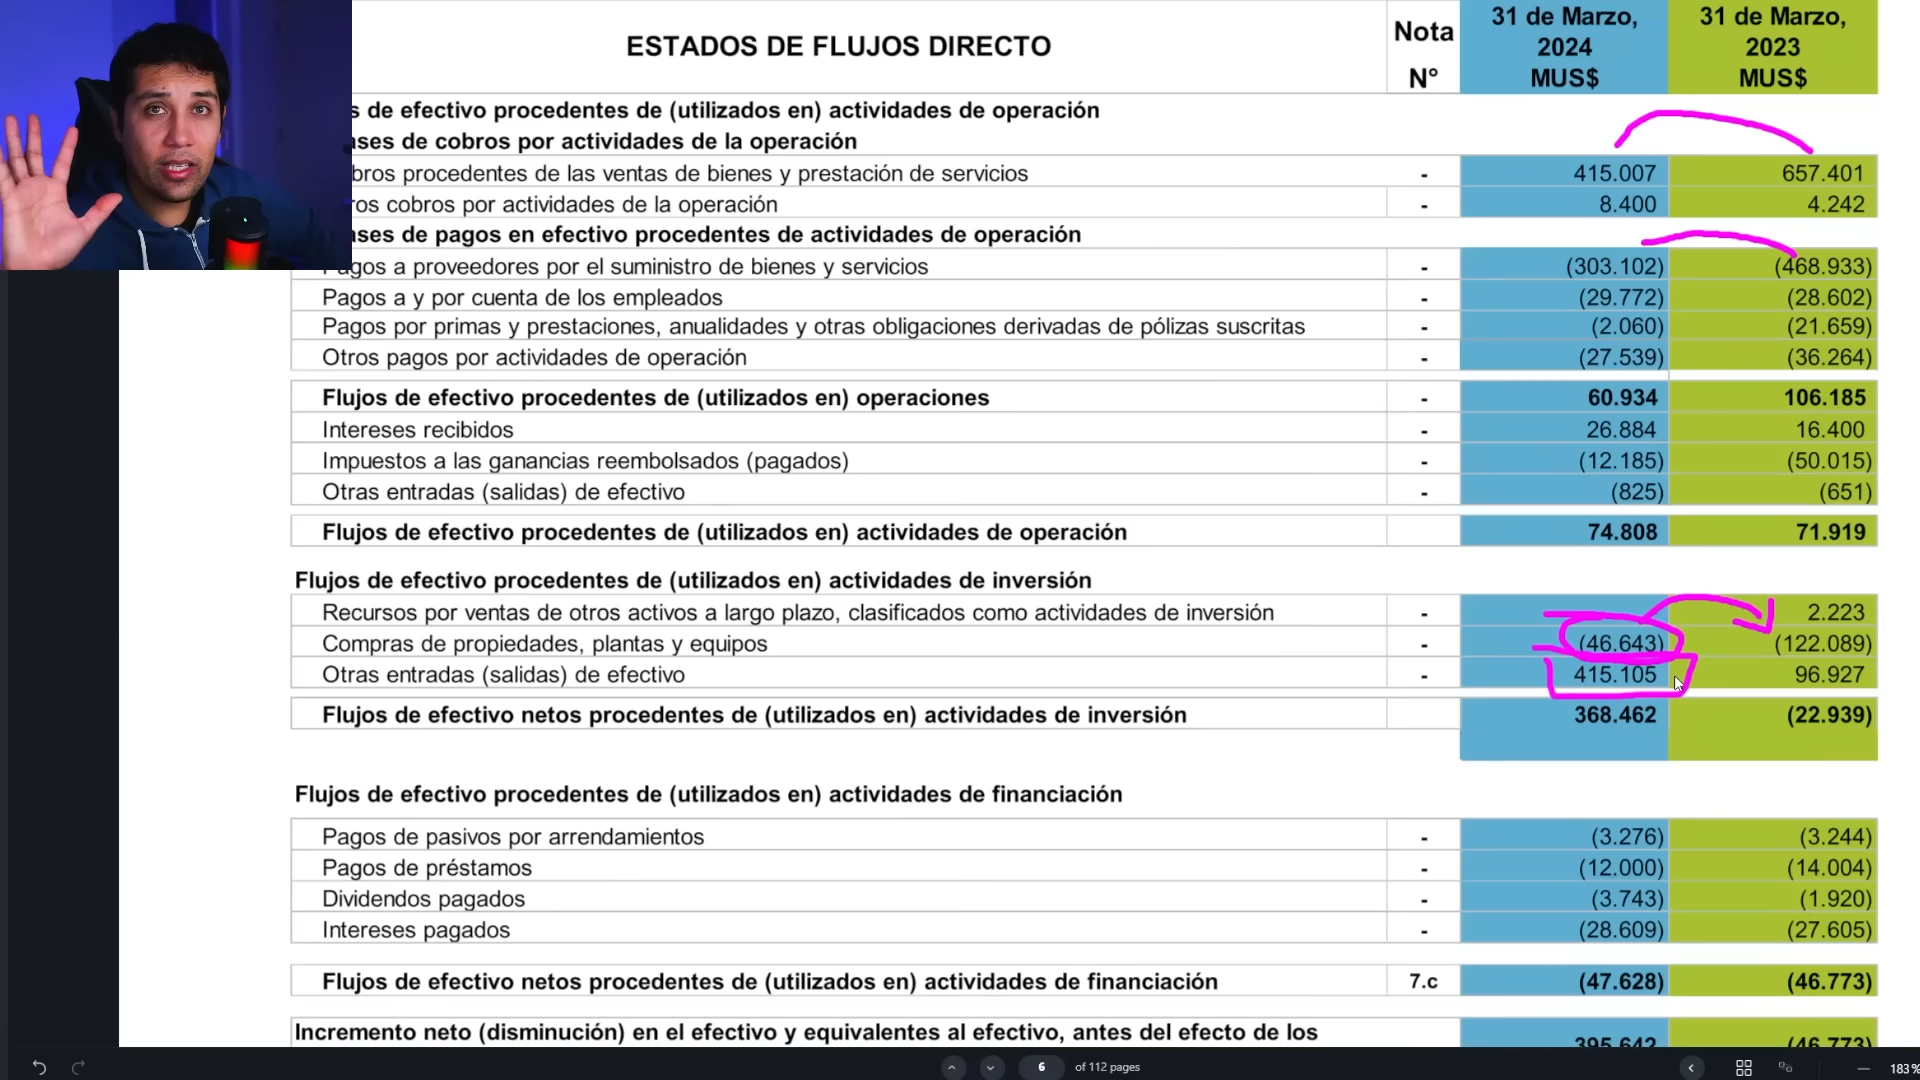 ESTADOS DE FLUJOS DIRECTO
Nota
N°
31 de Marzo,
2024
MUS$
31 de Marzo,
2023
MUS$
de efectivo procedentes de (utilizados en) actividades de operación
de cobros por actividades de la operación
procedentes de las ventas de bienes y prestación de servicios - 415.007 657.401
cobros por actividades de la operación - 8.400 4.242
de pagos en efectivo procedentes de actividades de operación
Pagos a proveedores por el suministro de bienes y servicios - (303.102) (468.933)
Pagos a y por cuenta de los empleados - (29.772) (28.602)
Pagos por primas y prestaciones, anualidades y otras obligaciones derivadas de pólizas suscritas - (2.060) (21.659)
Otros pagos por actividades de operación - (27.539) (36.264)
Flujos de efectivo procedentes de (utilizados en) operaciones - 60.934 106.185
Intereses recibidos - 26.884 16.400
Impuestos a las ganancias reembolsados (pagados) - (12.185) (50.015)
Otras entradas (salidas) de efectivo - (825) (651)
Flujos de efectivo procedentes de (utilizados en) actividades de operación 74.808 71.919
Flujos de efectivo procedentes de (utilizados en) actividades de inversión
Recursos por ventas de otros activos a largo plazo, clasificados como actividades de inversión - 2.223
Compras de propiedades, plantas y equipos - (46.643) (122.089)
Otras entradas (salidas) de efectivo - 415.105 96.927
Flujos de efectivo netos procedentes de (utilizados en) actividades de inversión 368.462 (22.939)
Flujos de efectivo procedentes de (utilizados en) actividades de financiación
Pagos de pasivos por arrendamientos - (3.276) (3.244)
Pagos de préstamos - (12.000) (14.004)
Dividendos pagados - (3.743) (1.920)
Intereses pagados - (28.609) (27.605)
Flujos de efectivo netos procedentes de (utilizados en) actividades de financiación 7.c (47.628) (46.773)
Incremento neto (disminución) en el efectivo y equivalentes al efectivo, antes del efecto de los 395.642
6 of 112 pages
183%